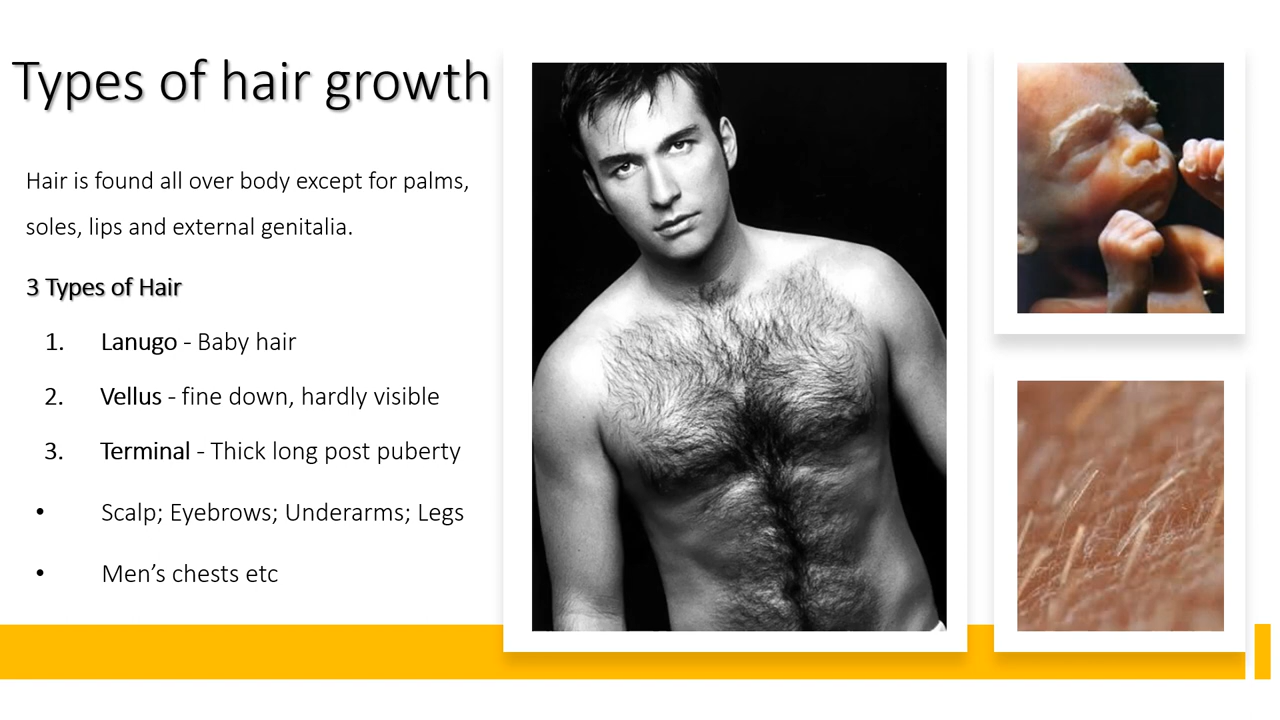 Types of hair growth
Hair is found all over body except for palms,
soles, lips and external genitalia.
3 Types of Hair
1. Lanugo - Baby hair
2. Vellus - fine down, hardly visible
3. Terminal - Thick long post puberty
• Scalp; Eyebrows; Underarms; Legs
• Men’s chests etc